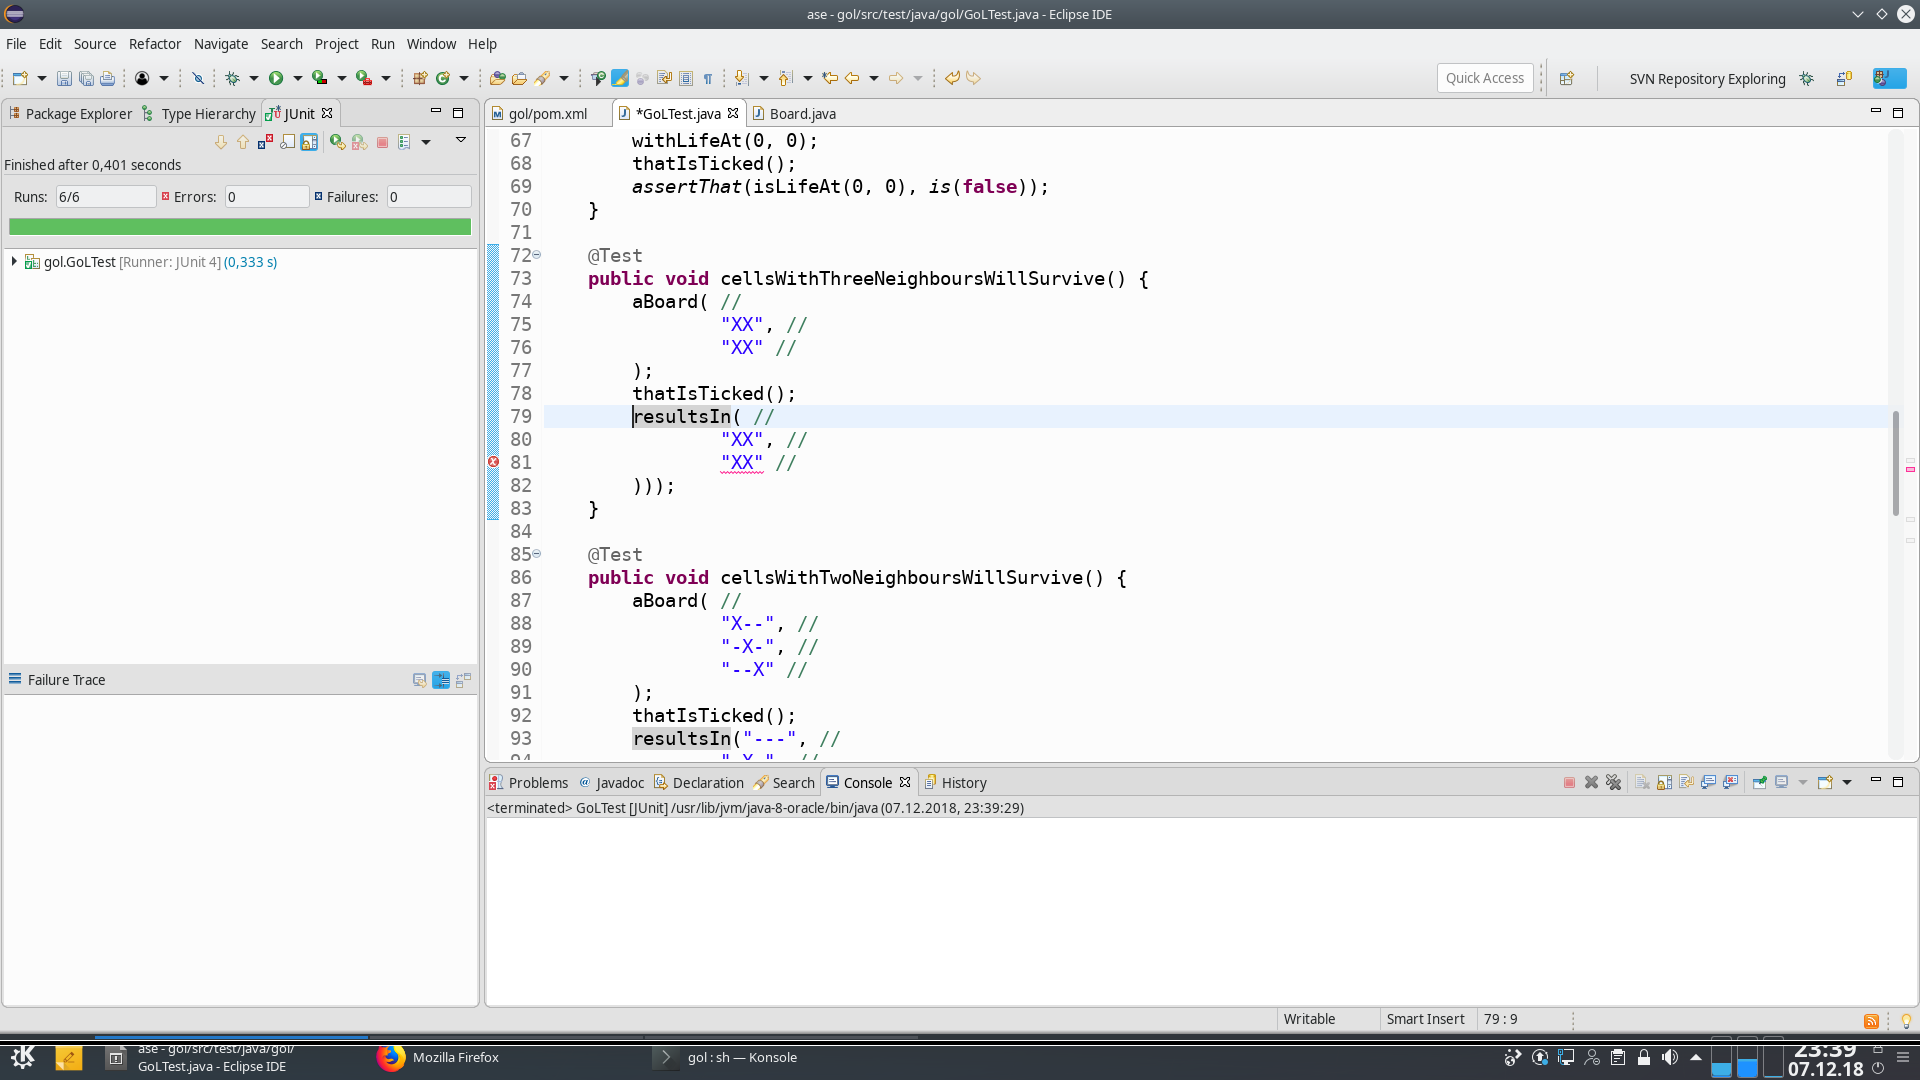 ase - gol/src/test/java/gol/GoLTest.java - Eclipse IDE
File Edit Source Refactor Navigate Search Project Run Window Help
Quick Access
SVN Repository Exploring
Package Explorer Type Hierarchy JUnit
Finished after 0,401 seconds
Runs: 6/6 Errors: 0 Failures: 0
gol.GoLTest [Runner: JUnit 4] (0,333 s)
Failure Trace
gol/pom.xml *GoLTest.java Board.java
67 withLifeAt(0, 0);
68 thatIsTicked();
69 assertThat(isLifeAt(0, 0), is(false));
70 }
71
72 @Test
73 public void cellsWithThreeNeighboursWillSurvive() {
74 aBoard( //
75 "XX", //
76 "XX" //
77 );
78 thatIsTicked();
79 resultsIn( //
80 "XX", //
81 "XX" //
82 )));
83 }
84
85 @Test
86 public void cellsWithTwoNeighboursWillSurvive() {
87 aBoard( //
88 "X--", //
89 "-X-", //
90 "--X" //
91 );
92 thatIsTicked();
93 resultsIn("---", //
94 "-X-", //
Problems Javadoc Declaration Search Console History
<terminated> GoLTest [JUnit] /usr/lib/jvm/java-8-oracle/bin/java (07.12.2018, 23:39:29)
Writable Smart Insert 79 : 9
ase - gol/src/test/java/gol/
GoLTest.java - Eclipse IDE
Mozilla Firefox
gol : sh — Konsole
23:39
07.12.18